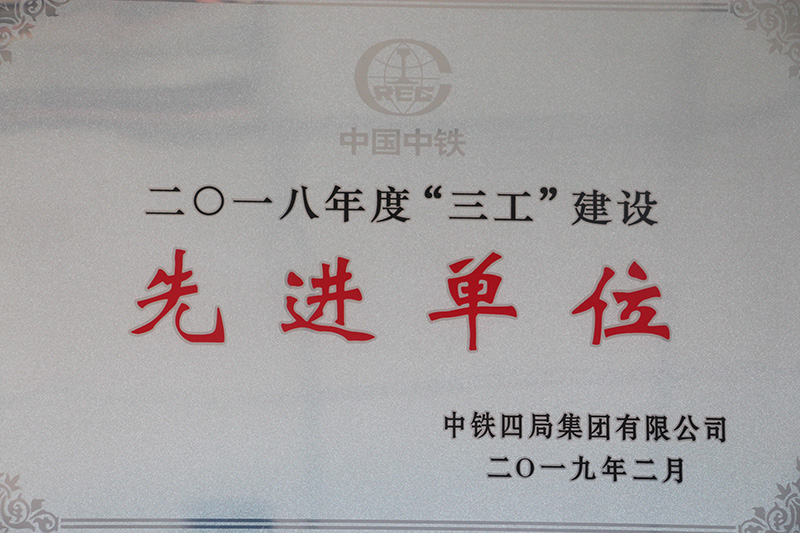 CREC
中国中铁
二〇一八年度“三工”建设
先进单位
中铁四局集团有限公司
二〇一九年二月